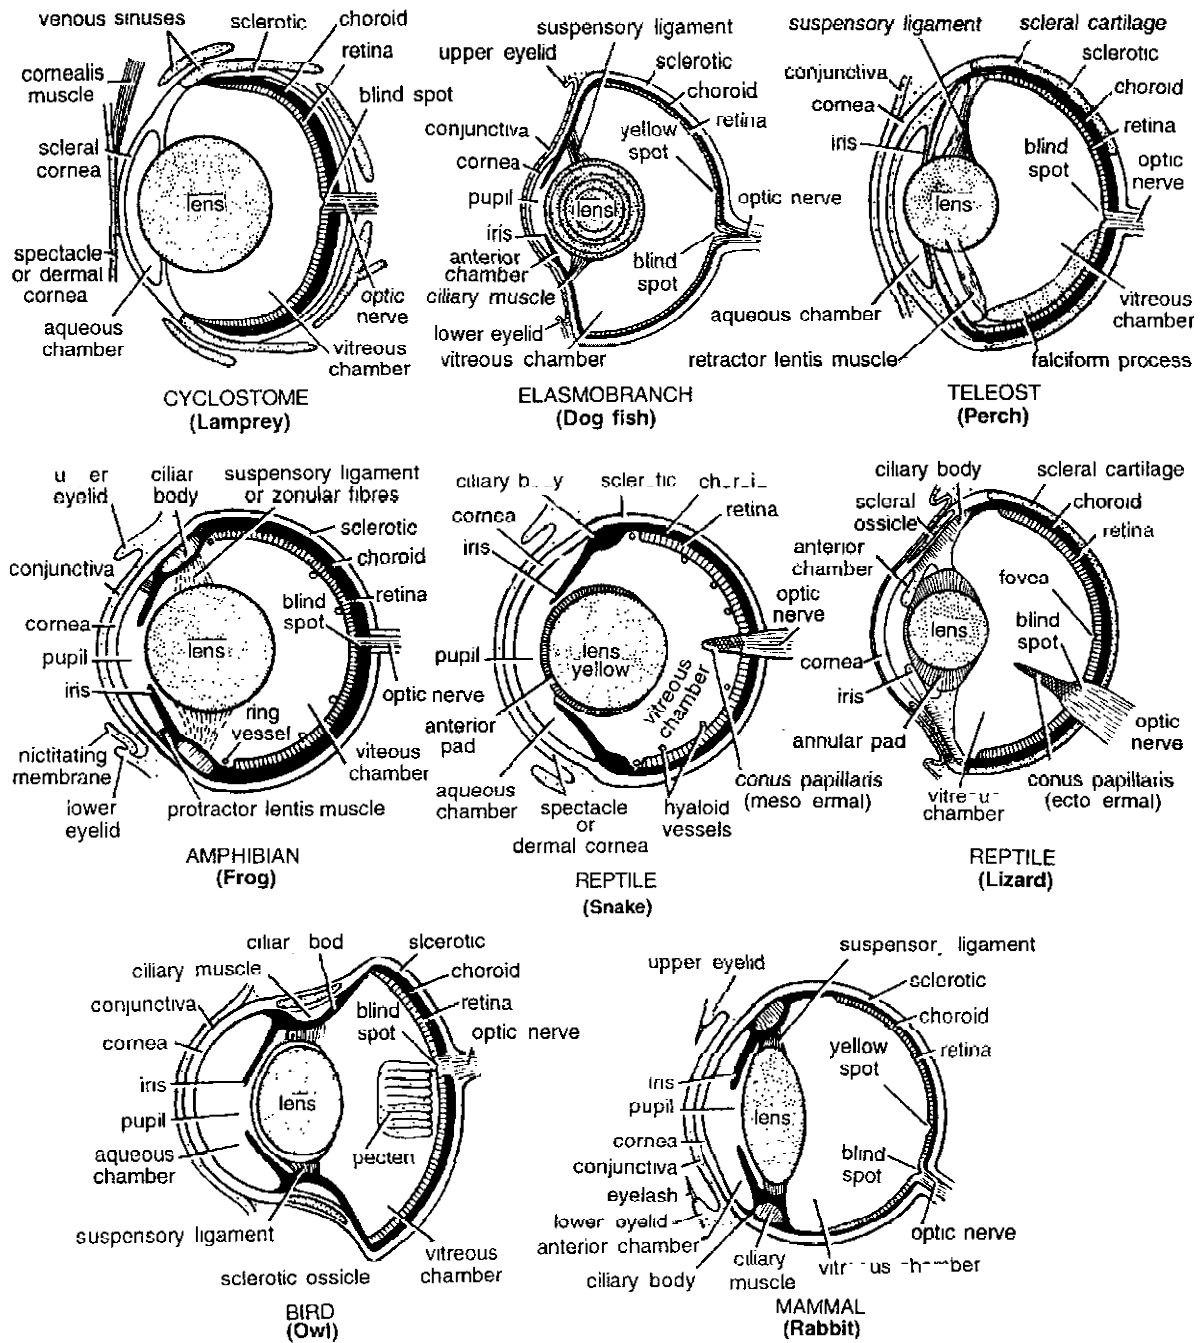 venous sinuses
sclerotic
choroid
retina
cornealis
muscle
blind spot
scleral
cornea
lens
spectacle
or dermal
cornea
aqueous
chamber
optic
nerve
vitreous
chamber
CYCLOSTOME
(Lamprey)
suspensory ligament
upper eyelid
sclerotic
choroid
retina
conjunctiva
yellow
spot
cornea
pupil
lens
optic nerve
iris
anterior
chamber
blind
spot
ciliary muscle
lower eyelid
vitreous chamber
ELASMOBRANCH
(Dog fish)
suspensory ligament
scleral cartilage
sclerotic
conjunctiva
choroid
cornea
retina
iris
blind
spot
optic
nerve
lens
aqueous chamber
vitreous
chamber
retractor lentis muscle
falciform process
TELEOST
(Perch)
eyelid
ciliar
body
suspensory ligament
or zonular fibres
sclerotic
choroid
conjunctiva
retina
blind
spot
cornea
lens
pupil
iris
optic nerve
ring
vessel
nictitating
membrane
viteous
chamber
lower
eyelid
protractor lentis muscle
AMPHIBIAN
(Frog)
ciliary
cornea
retina
iris
optic
nerve
pupil
lens
yellow
vitreous
chamber
anterior
pad
aqueous
chamber
conus papillaris
spectacle
or
dermal cornea
hyaloid
vessels
REPTILE
(Snake)
ciliary body
scleral cartilage
scleral
ossicle
choroid
retina
anterior
chamber
fovea
blind
spot
lens
cornea
iris
annular pad
optic
nerve
conus papillaris
chamber
REPTILE
(Lizard)
ciliar bod
slcerotic
ciliary muscle
choroid
conjunctiva
retina
blind
spot
optic nerve
cornea
iris
lens
pupil
aqueous
chamber
pecten
suspensory ligament
vitreous
chamber
sclerotic ossicle
BIRD
(Owl)
suspensor ligament
upper eyelid
sclerotic
choroid
yellow
spot
retina
iris
pupil
lens
cornea
conjunctiva
blind
spot
eyelash
lower eyelid
anterior chamber
optic nerve
ciliary
muscle
ciliary body
MAMMAL
(Rabbit)